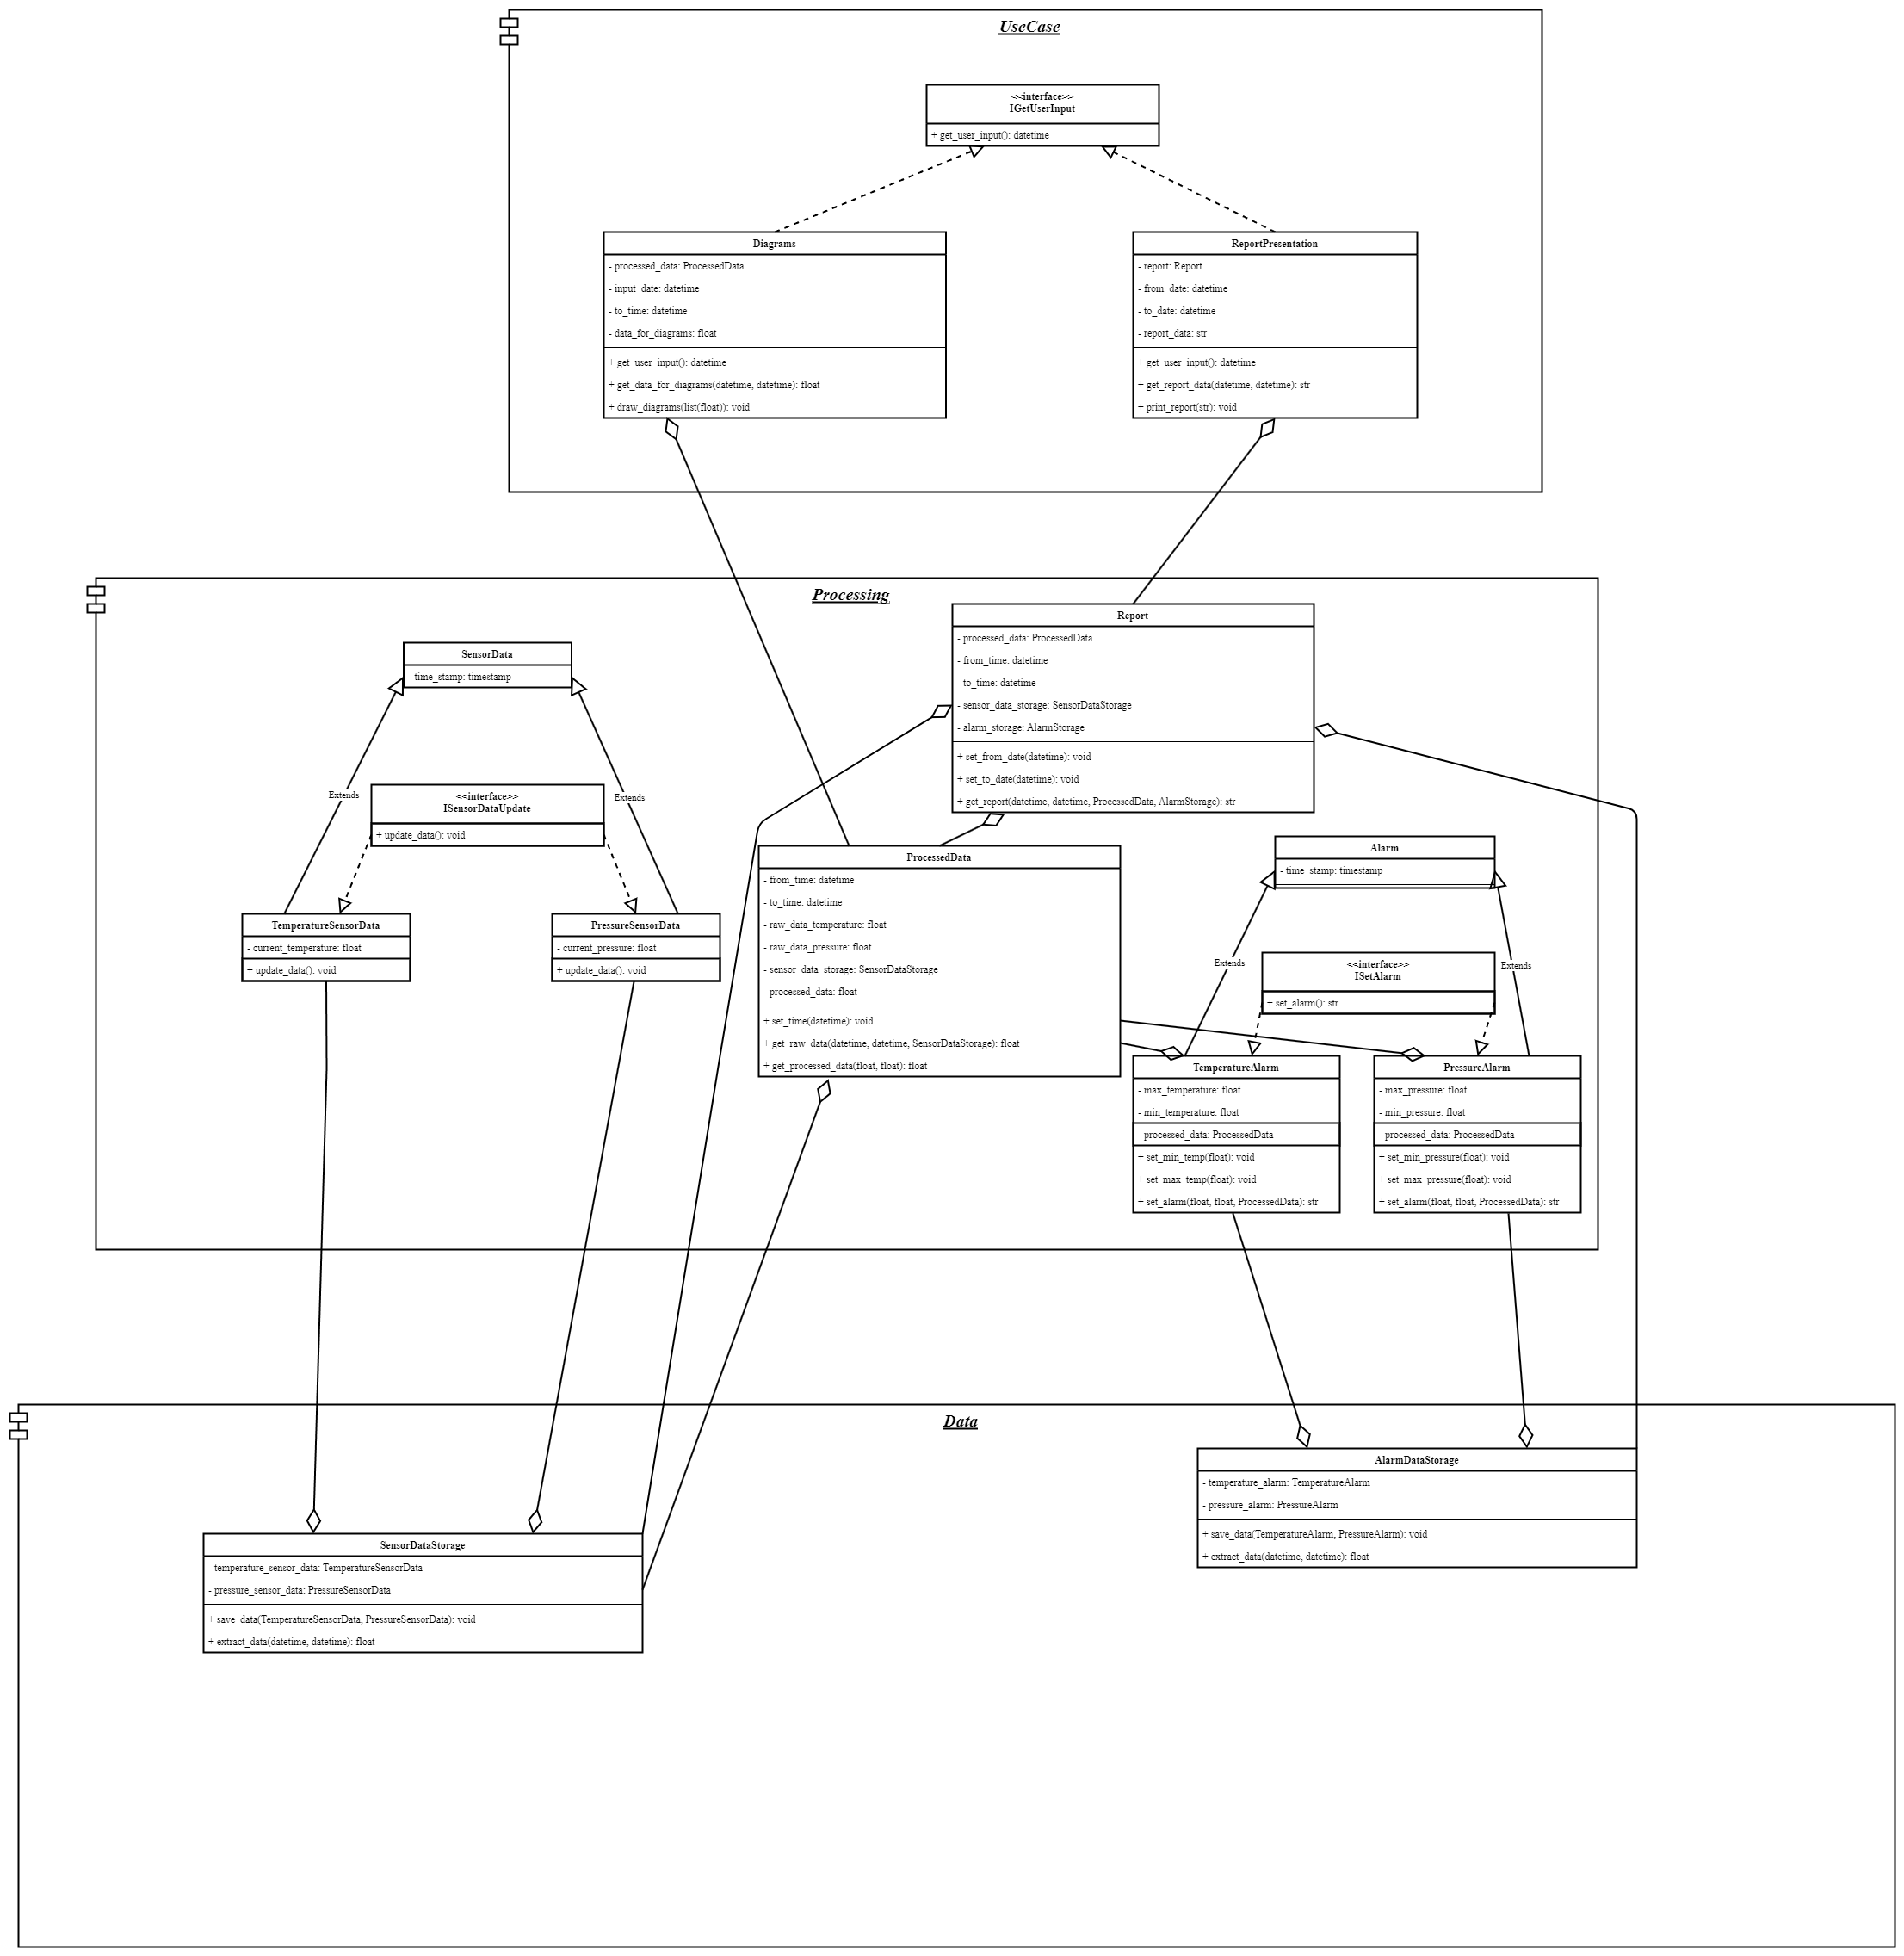 UseCase
<<interface>>
IGetUserInput
+ get_user_input(): datetime
Diagrams
- processed_data: ProcessedData
- input_date: datetime
- to_time: datetime
- data_for_diagrams: float
+ get_user_input(): datetime
+ get_data_for_diagrams(datetime, datetime): float
+ draw_diagrams(list(float)): void
ReportPresentation
- report: Report
- from_date: datetime
- to_date: datetime
- report_data: str
+ get_user_input(): datetime
+ get_report_data(datetime, datetime): str
+ print_report(str): void
Processing
SensorData
- time_stamp: timestamp
Extends
Extends
<<interface>>
ISensorDataUpdate
+ update_data(): void
TemperatureSensorData
- current_temperature: float
+ update_data(): void
PressureSensorData
- current_pressure: float
+ update_data(): void
Report
- processed_data: ProcessedData
- from_time: datetime
- to_time: datetime
- sensor_data_storage: SensorDataStorage
- alarm_storage: AlarmStorage
+ set_from_date(datetime): void
+ set_to_date(datetime): void
+ get_report(datetime, datetime, ProcessedData, AlarmStorage): str
ProcessedData
- from_time: datetime
- to_time: datetime
- raw_data_temperature: float
- raw_data_pressure: float
- sensor_data_storage: SensorDataStorage
- processed_data: float
+ set_time(datetime): void
+ get_raw_data(datetime, datetime, SensorDataStorage): float
+ get_processed_data(float, float): float
Alarm
- time_stamp: timestamp
Extends
Extends
<<interface>>
ISetAlarm
+ set_alarm(): str
TemperatureAlarm
- max_temperature: float
- min_temperature: float
- processed_data: ProcessedData
+ set_min_temp(float): void
+ set_max_temp(float): void
+ set_alarm(float, float, ProcessedData): str
PressureAlarm
- max_pressure: float
- min_pressure: float
- processed_data: ProcessedData
+ set_min_pressure(float): void
+ set_max_pressure(float): void
+ set_alarm(float, float, ProcessedData): str
Data
SensorDataStorage
- temperature_sensor_data: TemperatureSensorData
- pressure_sensor_data: PressureSensorData
+ save_data(TemperatureSensorData, PressureSensorData): void
+ extract_data(datetime, datetime): float
AlarmDataStorage
- temperature_alarm: TemperatureAlarm
- pressure_alarm: PressureAlarm
+ save_data(TemperatureAlarm, PressureAlarm): void
+ extract_data(datetime, datetime): float